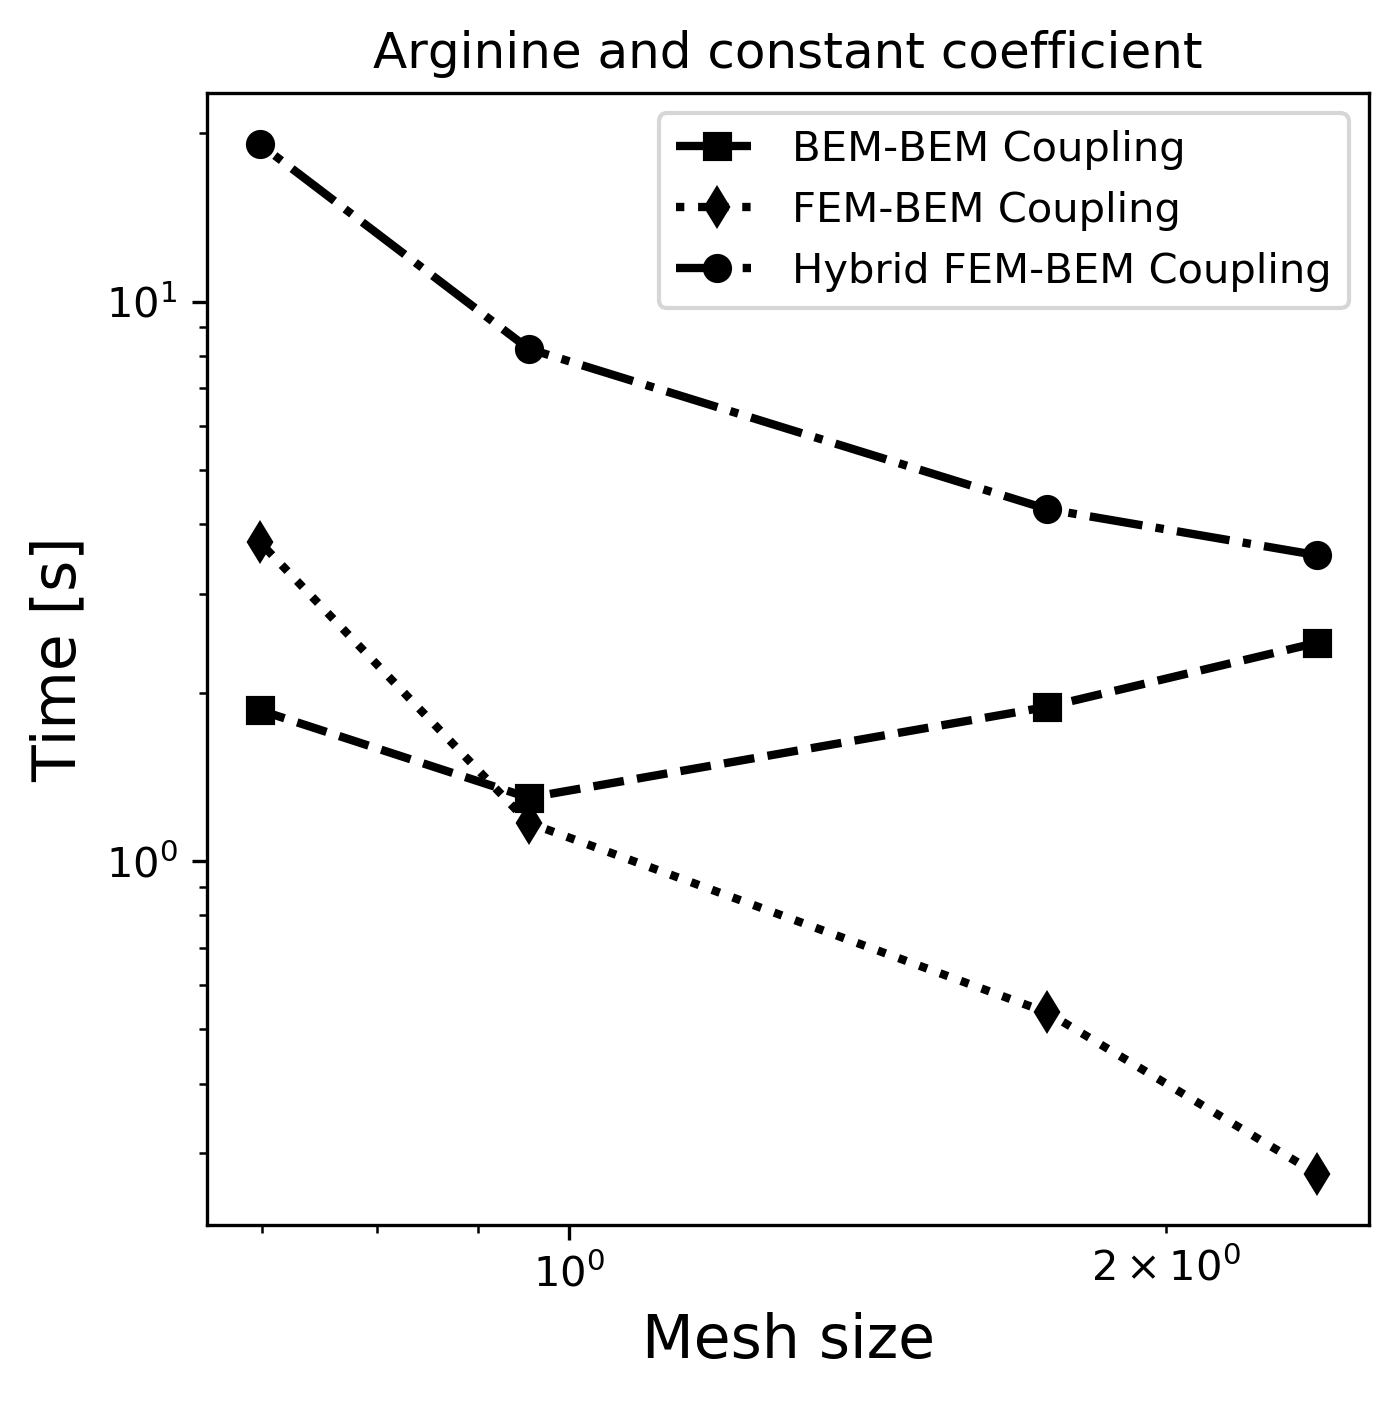 Arginine and constant coefficient
BEM-BEM Coupling
FEM-BEM Coupling
Hybrid FEM-BEM Coupling
10¹
10⁰
Time [s]
10⁰
2 × 10⁰
Mesh size